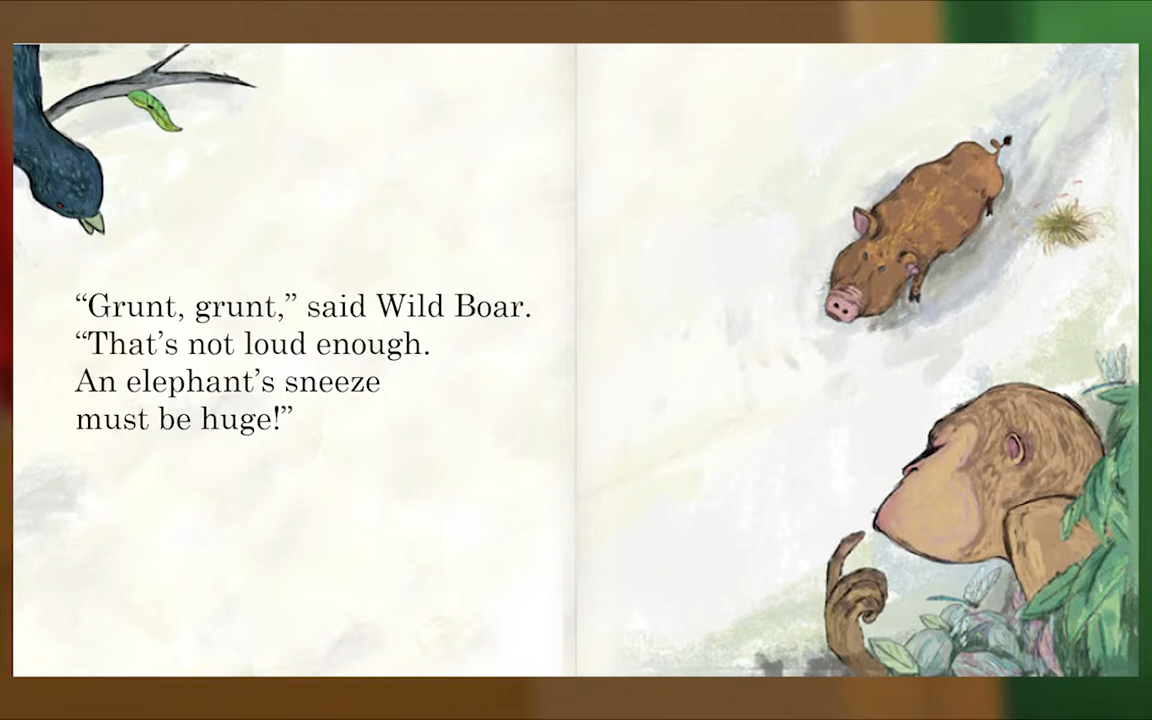 “Grunt, grunt,” said Wild Boar.
“That’s not loud enough.
An elephant’s sneeze
must be huge!”